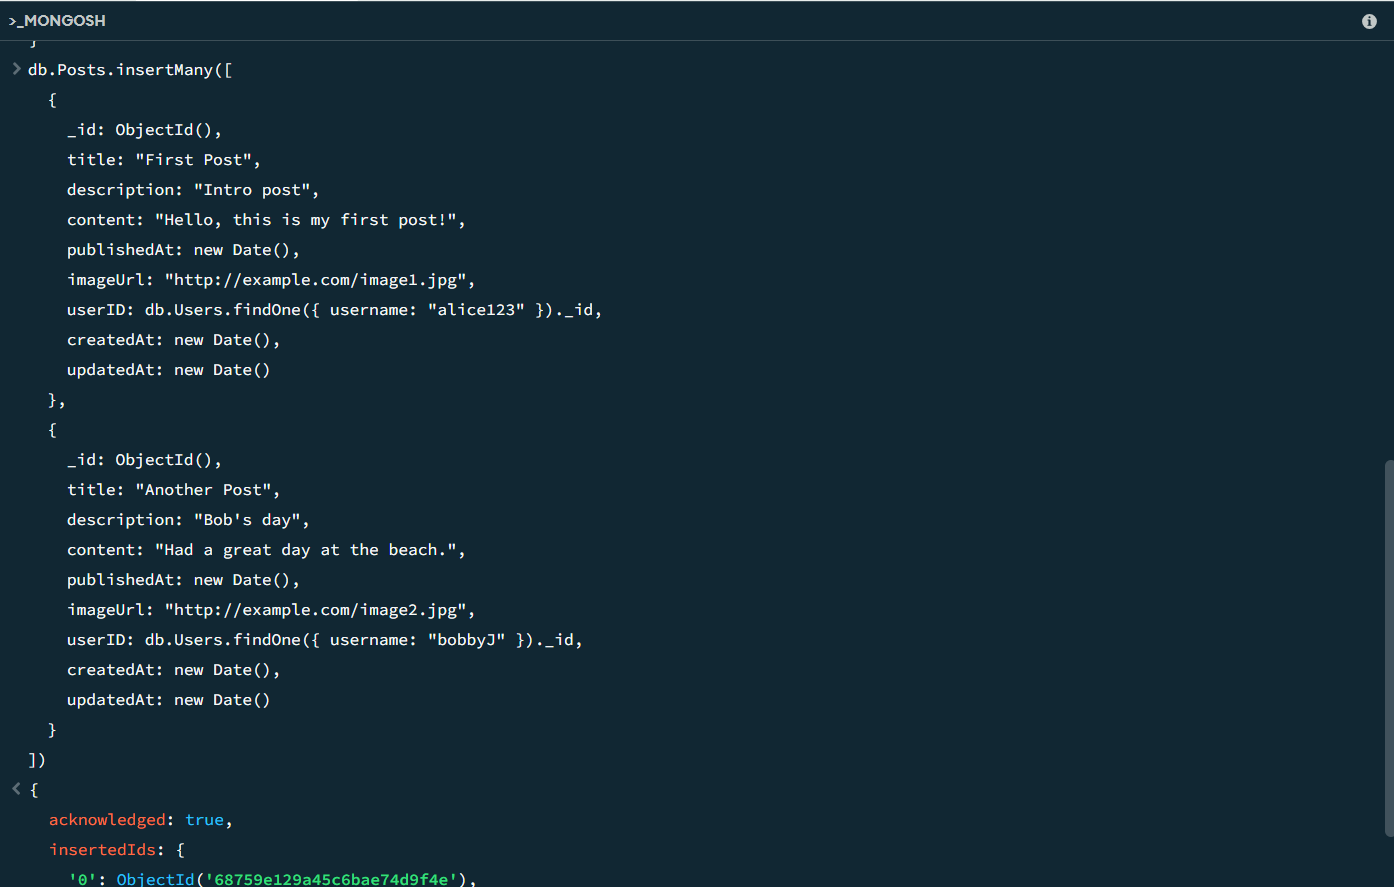 >_MONGOSH
}
db.Posts.insertMany([
{
_id: ObjectId(),
title: "First Post",
description: "Intro post",
content: "Hello, this is my first post!",
publishedAt: new Date(),
imageUrl: "http://example.com/image1.jpg",
userID: db.Users.findOne({ username: "alice123" })._id,
createdAt: new Date(),
updatedAt: new Date()
},
{
_id: ObjectId(),
title: "Another Post",
description: "Bob's day",
content: "Had a great day at the beach.",
publishedAt: new Date(),
imageUrl: "http://example.com/image2.jpg",
userID: db.Users.findOne({ username: "bobbyJ" })._id,
createdAt: new Date(),
updatedAt: new Date()
}
])
{
acknowledged: true,
insertedIds: {
'0': ObjectId('68759e129a45c6bae74d9f4e'),